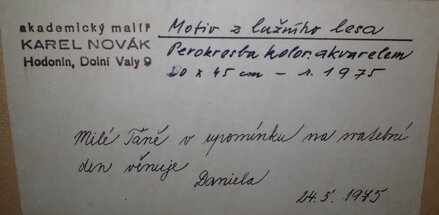 akademický malíř
KAREL NOVÁK
Hodonín, Dolní Valy 9
Motiv z lužního lesa
Perokresba kolor. akvarelem
30 x 45 cm – r. 1975
Milé Táně v upomínku na svatební
den věnuje
Daniela
24.5. 1975